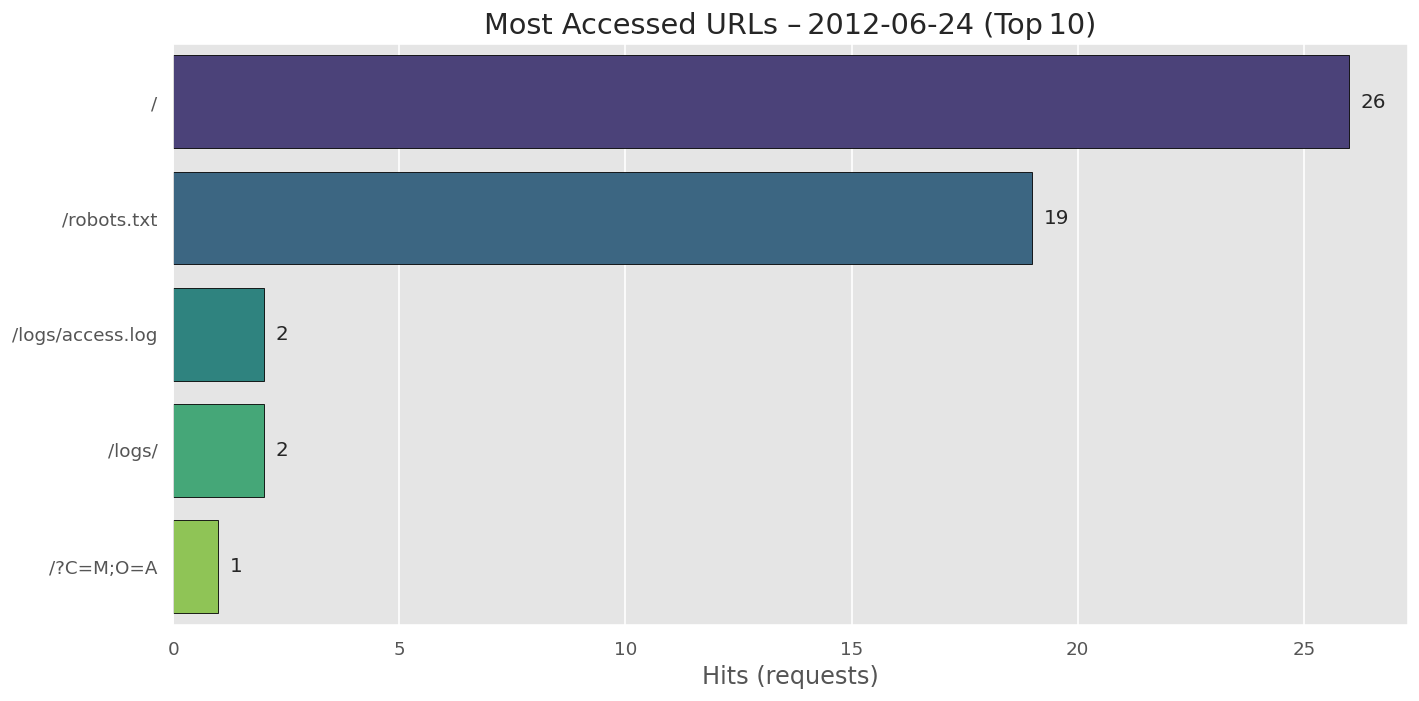 Most Accessed URLs – 2012-06-24 (Top 10)
/
26
/robots.txt
19
/logs/access.log
2
/logs/
2
/?C=M;O=A
1
0
5
10
15
20
25
Hits (requests)